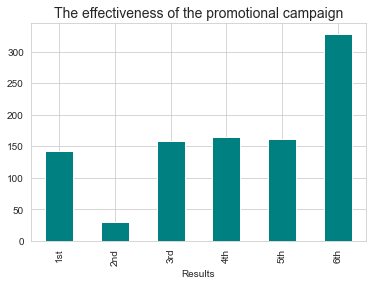 The effectiveness of the promotional campaign
300
250
200
150
100
50
0
1st
2nd
3rd
4th
5th
6th
Results